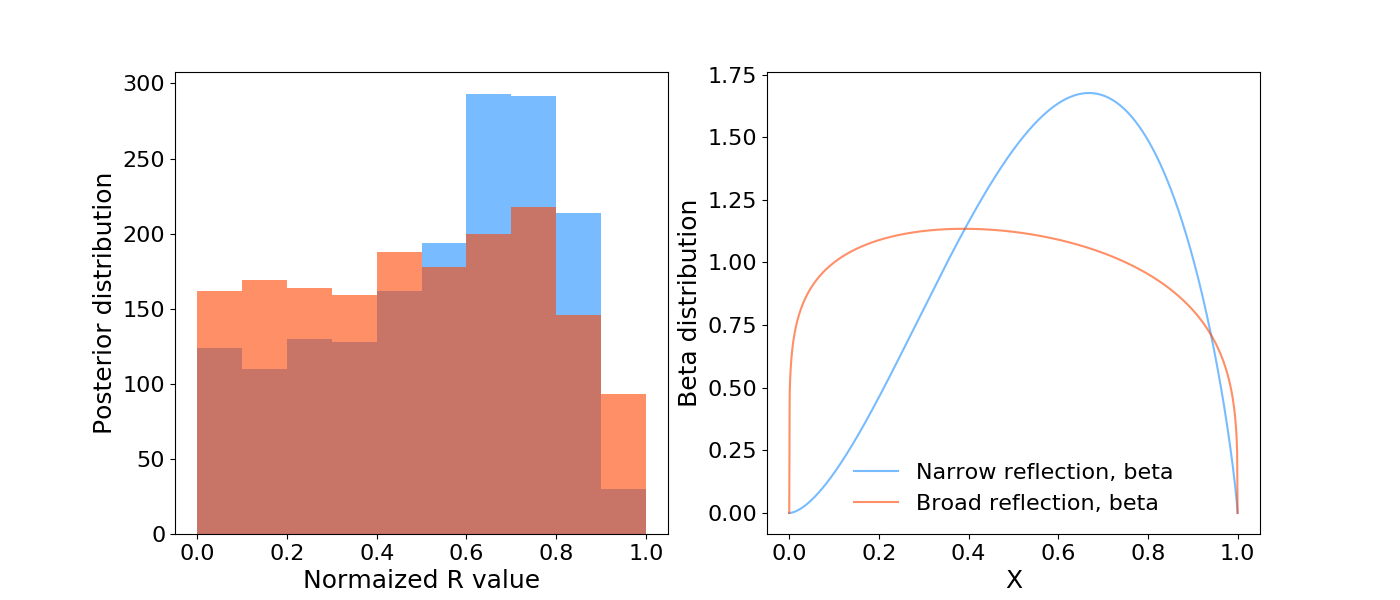 Posterior distribution
300
250
200
150
100
50
0
0.0 0.2 0.4 0.6 0.8 1.0
Normaized R value
Beta distribution
1.75
1.50
1.25
1.00
0.75
0.50
0.25
0.00
Narrow reflection, beta
Broad reflection, beta
0.0 0.2 0.4 0.6 0.8 1.0
X